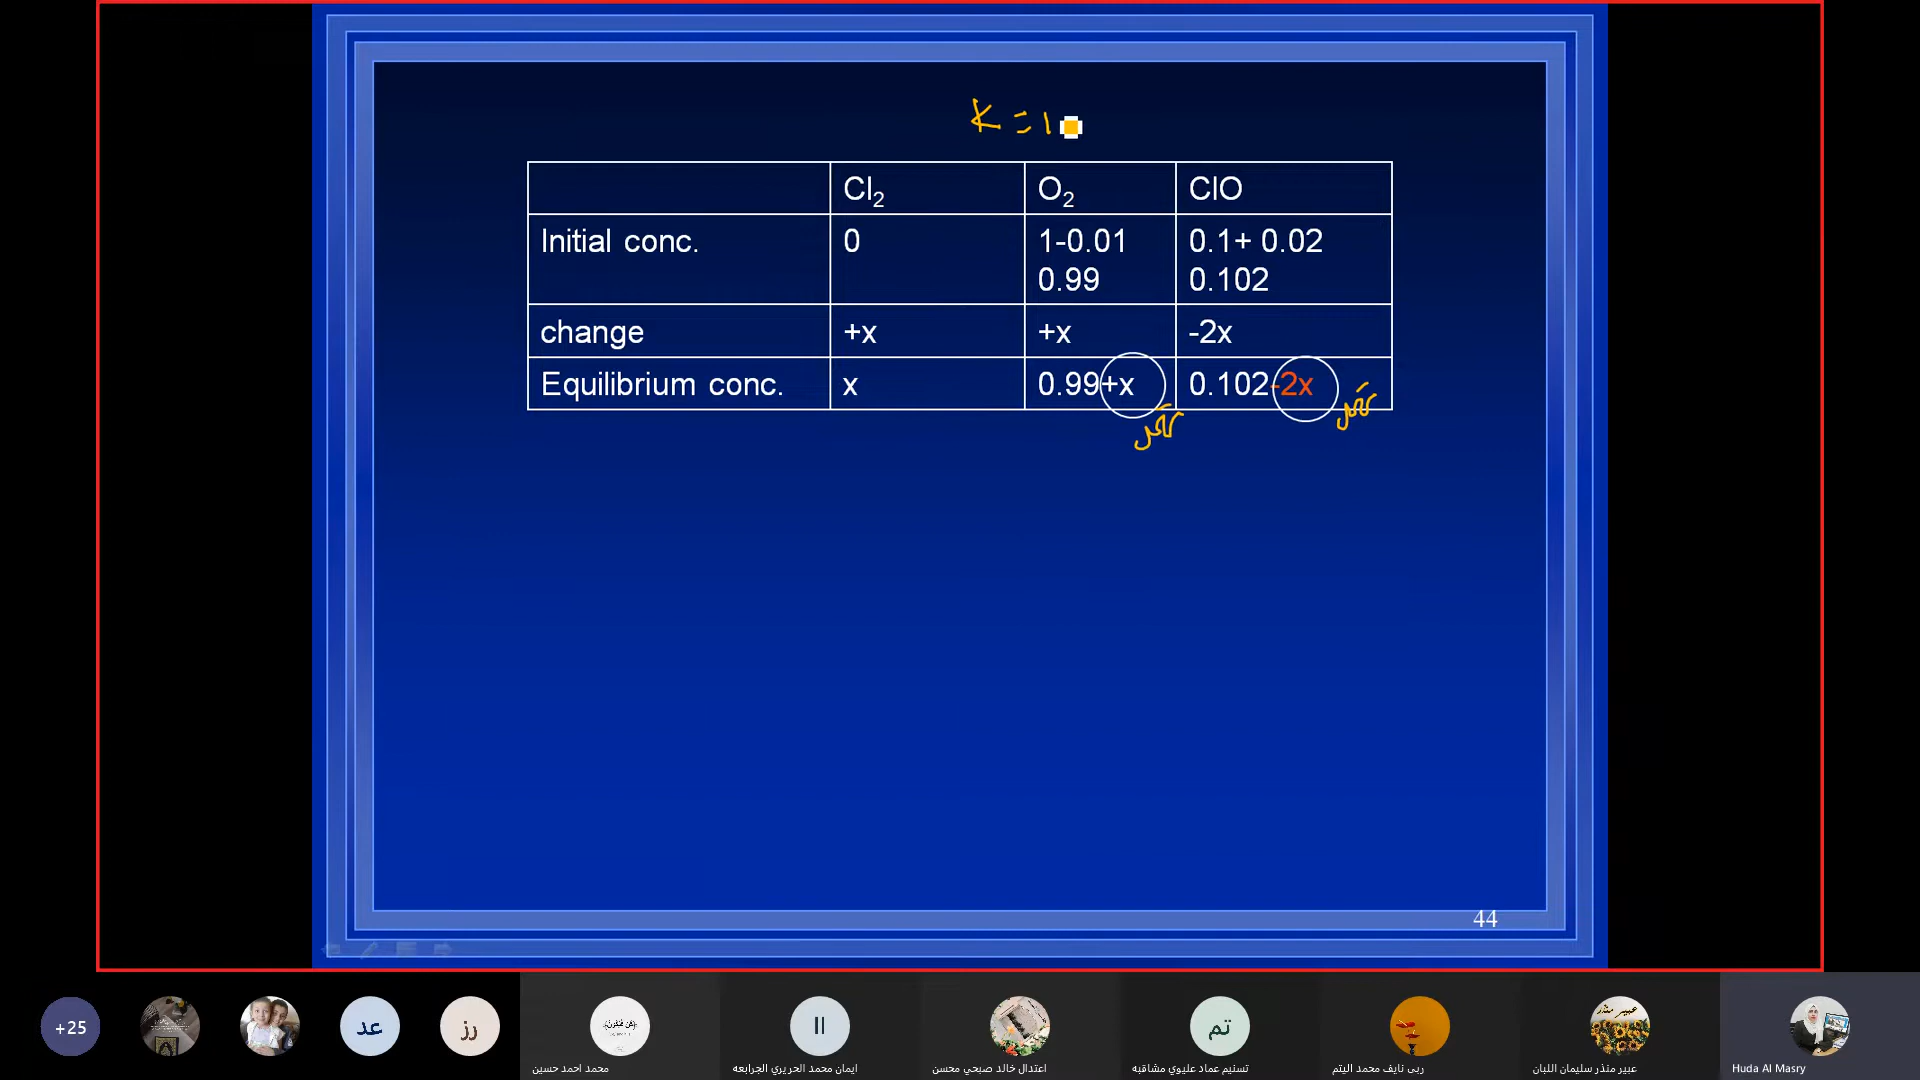 K = 1
Cl2 O2 ClO
Initial conc. 0 1-0.01 0.1+ 0.02
0.99 0.102
change +x +x -2x
Equilibrium conc. x 0.99+x 0.102-2x
44
+25
عد
رز
اا
تم
محمد احمد حسين
ايمان محمد الحريري الجرابعه
اعتدال خالد صبحي محسن
تسنيم عماد عليوي مشاقبه
ربى نايف محمد اليتم
عبير منذر سليمان اللبان
Huda Al Masry